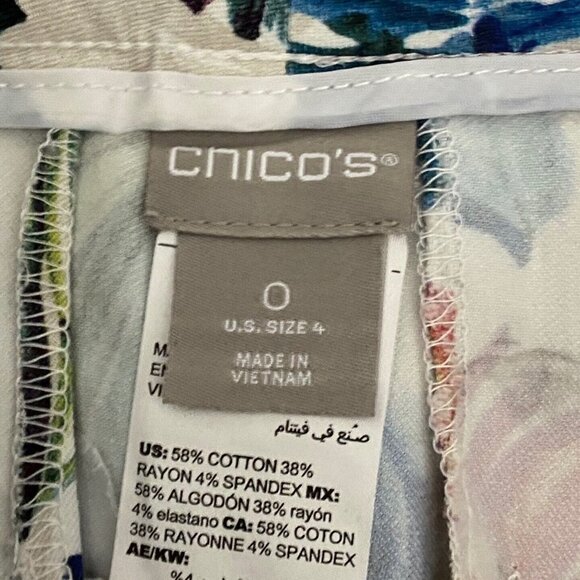 CHICO'S®
0
U.S. SIZE 4
MADE IN
VIETNAM
صنع في فيتنام
US: 58% COTTON 38%
RAYON 4% SPANDEX MX:
58% ALGODÓN 38% rayón
4% elastano CA: 58% COTON
38% RAYONNE 4% SPANDEX
AE/KW: